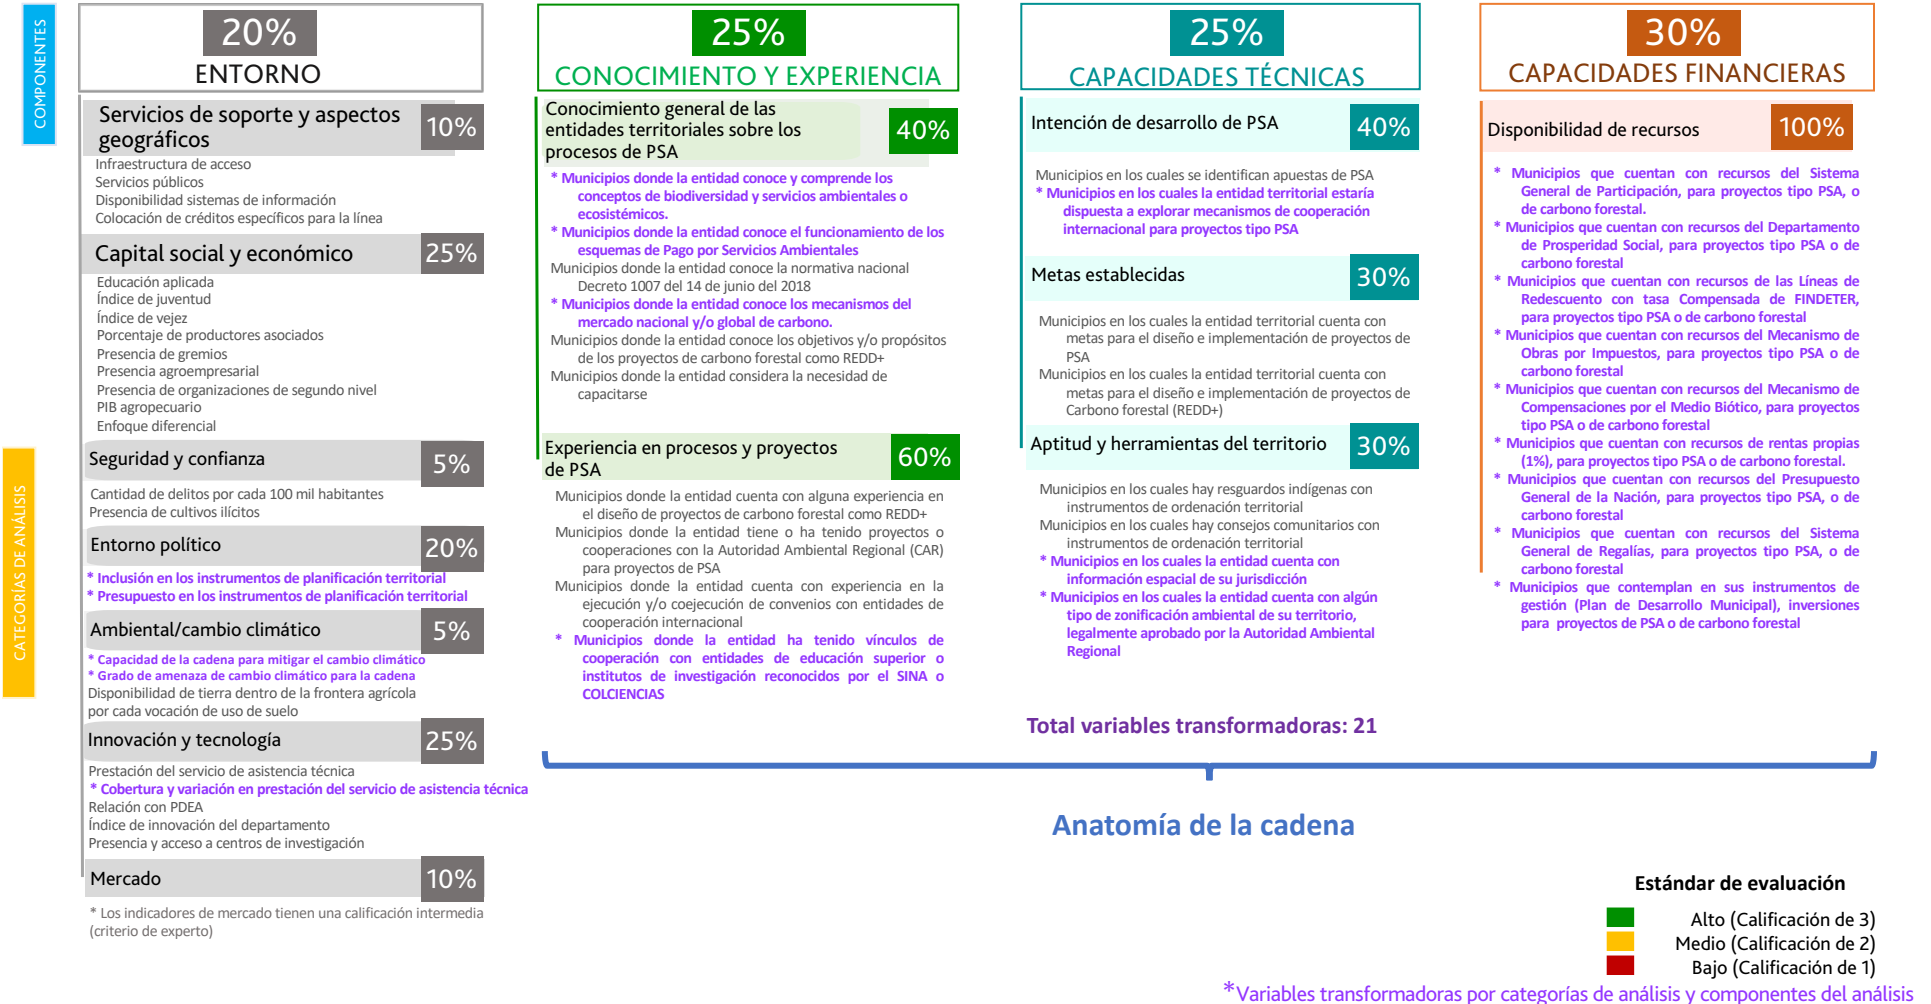 COMPONENTES
CATEGORÍAS DE ANÁLISIS
20%
ENTORNO
Servicios de soporte y aspectos
geográficos
10%
Infraestructura de acceso
Servicios públicos
Disponibilidad sistemas de información
Colocación de créditos específicos para la línea
Capital social y económico
25%
Educación aplicada
Índice de juventud
Índice de vejez
Porcentaje de productores asociados
Presencia de gremios
Presencia agroempresarial
Presencia de organizaciones de segundo nivel
PIB agropecuario
Enfoque diferencial
Seguridad y confianza
5%
Cantidad de delitos por cada 100 mil habitantes
Presencia de cultivos ilícitos
Entorno político
20%
* Inclusión en los instrumentos de planificación territorial
* Presupuesto en los instrumentos de planificación territorial
Ambiental/cambio climático
5%
* Capacidad de la cadena para mitigar el cambio climático
* Grado de amenaza de cambio climático para la cadena
Disponibilidad de tierra dentro de la frontera agrícola
por cada vocación de uso de suelo
Innovación y tecnología
25%
Prestación del servicio de asistencia técnica
* Cobertura y variación en prestación del servicio de asistencia técnica
Relación con PDEA
Índice de innovación del departamento
Presencia y acceso a centros de investigación
Mercado
10%
* Los indicadores de mercado tienen una calificación intermedia
(criterio de experto)
25%
CONOCIMIENTO Y EXPERIENCIA
Conocimiento general de las
entidades territoriales sobre los
procesos de PSA
40%
* Municipios donde la entidad conoce y comprende los
conceptos de biodiversidad y servicios ambientales o
ecosistémicos.
* Municipios donde la entidad conoce el funcionamiento de los
esquemas de Pago por Servicios Ambientales
Municipios donde la entidad conoce la normativa nacional
Decreto 1007 del 14 de junio del 2018
* Municipios donde la entidad conoce los mecanismos del
mercado nacional y/o global de carbono.
Municipios donde la entidad conoce los objetivos y/o propósitos
de los proyectos de carbono forestal como REDD+
Municipios donde la entidad considera la necesidad de
capacitarse
Experiencia en procesos y proyectos
de PSA
60%
Municipios donde la entidad cuenta con alguna experiencia en
el diseño de proyectos de carbono forestal como REDD+
Municipios donde la entidad tiene o ha tenido proyectos o
cooperaciones con la Autoridad Ambiental Regional (CAR)
para proyectos de PSA
Municipios donde la entidad cuenta con experiencia en la
ejecución y/o coejecución de convenios con entidades de
cooperación internacional
* Municipios donde la entidad ha tenido vínculos de
cooperación con entidades de educación superior o
institutos de investigación reconocidos por el SINA o
COLCIENCIAS
25%
CAPACIDADES TÉCNICAS
Intención de desarrollo de PSA
40%
Municipios en los cuales se identifican apuestas de PSA
* Municipios en los cuales la entidad territorial estaría
dispuesta a explorar mecanismos de cooperación
internacional para proyectos tipo PSA
Metas establecidas
30%
Municipios en los cuales la entidad territorial cuenta con
metas para el diseño e implementación de proyectos de
PSA
Municipios en los cuales la entidad territorial cuenta con
metas para el diseño e implementación de proyectos de
Carbono forestal (REDD+)
Aptitud y herramientas del territorio
30%
Municipios en los cuales hay resguardos indígenas con
instrumentos de ordenación territorial
Municipios en los cuales hay consejos comunitarios con
instrumentos de ordenación territorial
* Municipios en los cuales la entidad cuenta con
información espacial de su jurisdicción
* Municipios en los cuales la entidad cuenta con algún
tipo de zonificación ambiental de su territorio,
legalmente aprobado por la Autoridad Ambiental
Regional
30%
CAPACIDADES FINANCIERAS
Disponibilidad de recursos
100%
* Municipios que cuentan con recursos del Sistema
General de Participación, para proyectos tipo PSA, o
de carbono forestal.
* Municipios que cuentan con recursos del Departamento
de Prosperidad Social, para proyectos tipo PSA o de
carbono forestal
* Municipios que cuentan con recursos de las Líneas de
Redescuento con tasa Compensada de FINDETER,
para proyectos tipo PSA o de carbono forestal
* Municipios que cuentan con recursos del Mecanismo de
Obras por Impuestos, para proyectos tipo PSA o de
carbono forestal
* Municipios que cuentan con recursos del Mecanismo de
Compensaciones por el Medio Biótico, para proyectos
tipo PSA o de carbono forestal
* Municipios que cuentan con recursos de rentas propias
(1%), para proyectos tipo PSA o de carbono forestal.
* Municipios que cuentan con recursos del Presupuesto
General de la Nación, para proyectos tipo PSA, o de
carbono forestal
* Municipios que cuentan con recursos del Sistema
General de Regalías, para proyectos tipo PSA, o de
carbono forestal
* Municipios que contemplan en sus instrumentos de
gestión (Plan de Desarrollo Municipal), inversiones
para proyectos de PSA o de carbono forestal
Total variables transformadoras: 21
Anatomía de la cadena
Estándar de evaluación
Alto (Calificación de 3)
Medio (Calificación de 2)
Bajo (Calificación de 1)
*Variables transformadoras por categorías de análisis y componentes del análisis